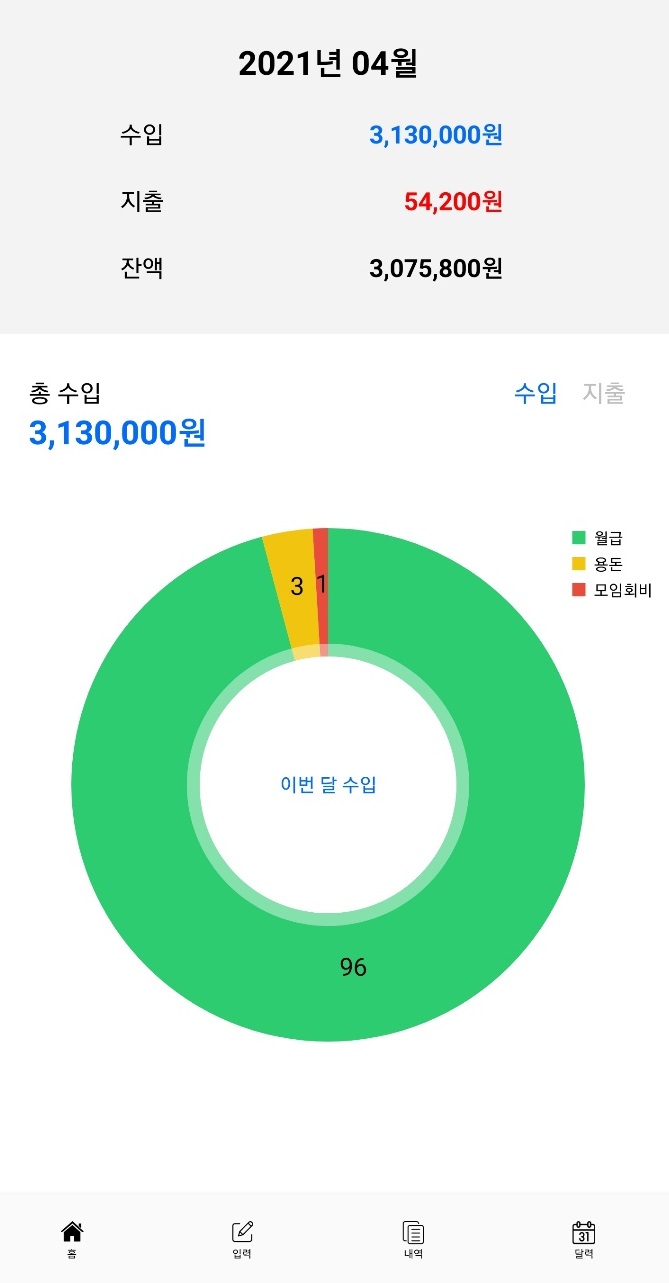 2021년 04월
수입 3,130,000원
지출 54,200원
잔액 3,075,800원
총 수입 수입 지출
3,130,000원
월급
용돈
모임회비
3 1
이번 달 수입
96
31
홈 입력 내역 달력